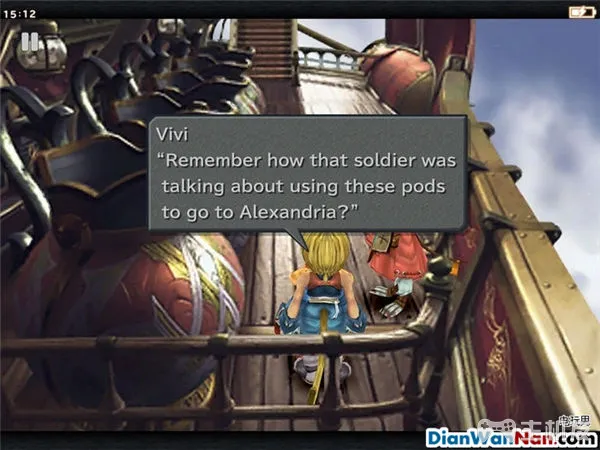 15:12
Vivi
“Remember how that soldier was
talking about using these pods
to go to Alexandria?”
DianWanNan.com